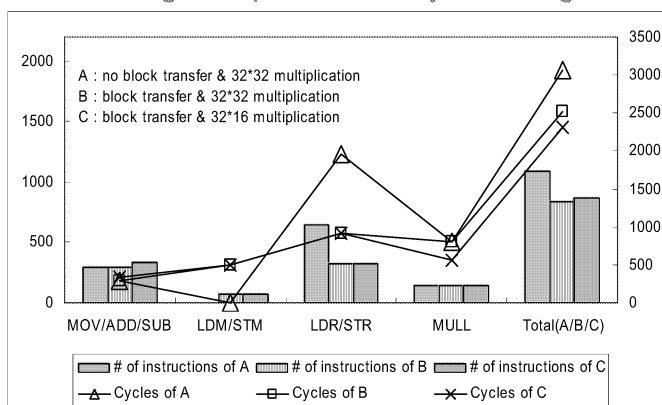 A : no block transfer & 32*32 multiplication
B : block transfer & 32*32 multiplication
C : block transfer & 32*16 multiplication
2000
1500
1000
500
0
3500
3000
2500
2000
1500
1000
500
0
MOV/ADD/SUB LDM/STM LDR/STR MULL Total(A/B/C)
# of instructions of A # of instructions of B # of instructions of C
Cycles of A Cycles of B Cycles of C